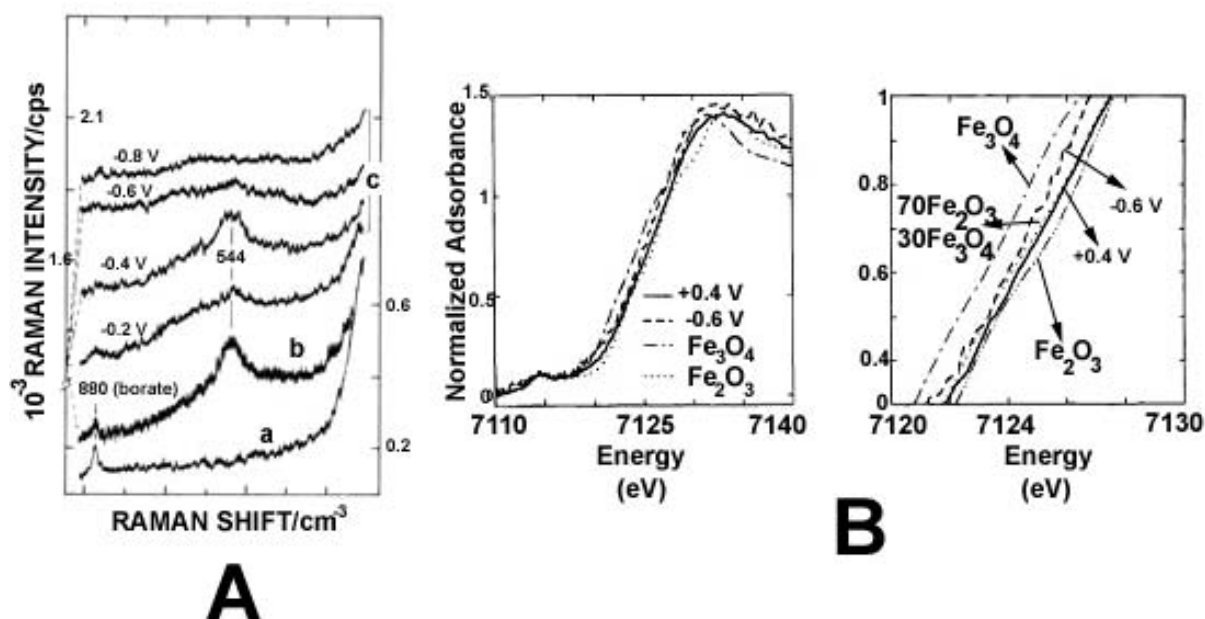 10⁻³ RAMAN INTENSITY/cps
2.1
1.6
-0.8 V
-0.6 V
-0.4 V
544
-0.2 V
b
880 (borate)
a
c
0.6
0.2
RAMAN SHIFT/cm⁻³
A
Normalized Adsorbance
1.5
1
0.5
0
+0.4 V
-0.6 V
Fe₃O₄
Fe₂O₃
7110 7125 7140
Energy
(eV)
1
0.8
0.6
0.4
0
Fe₃O₄
70Fe₂O₃
30Fe₃O₄
-0.6 V
+0.4 V
Fe₂O₃
7120 7124 7130
Energy
(eV)
B